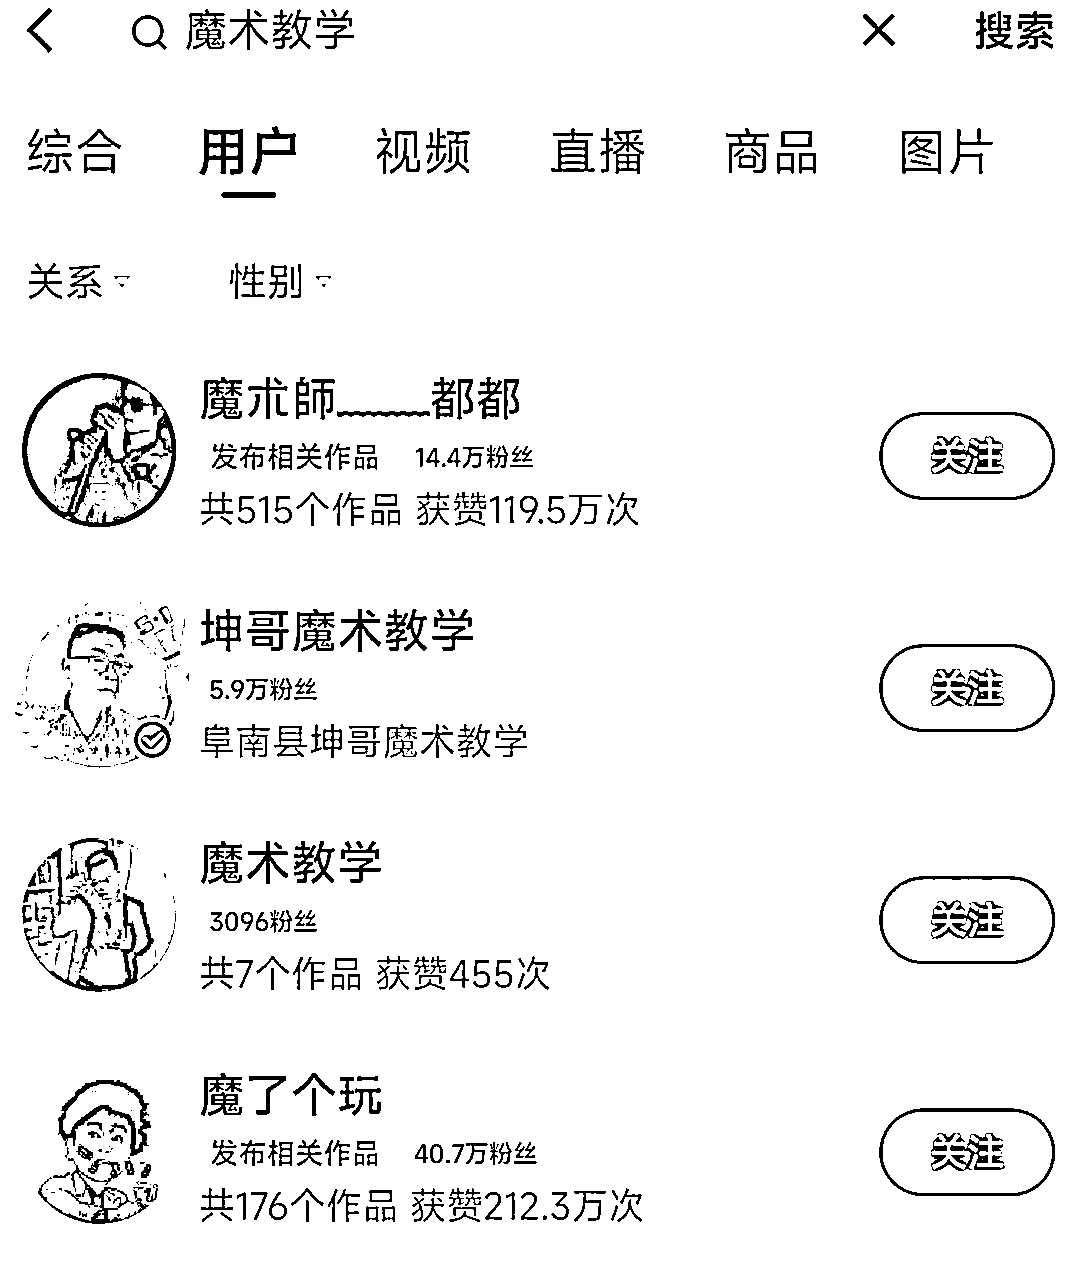 魔术教学 搜索
综合 用户 视频 直播 商品 图片
关系 性别
魔朮師﹏﹏都都
发布相关作品 14.4万粉丝
关注
共515个作品 获赞119.5万次
坤哥魔术教学
5.9万粉丝
关注
阜南县坤哥魔术教学
魔术教学
3096粉丝
关注
共7个作品 获赞455次
魔了个玩
发布相关作品 40.7万粉丝
关注
共176个作品 获赞212.3万次